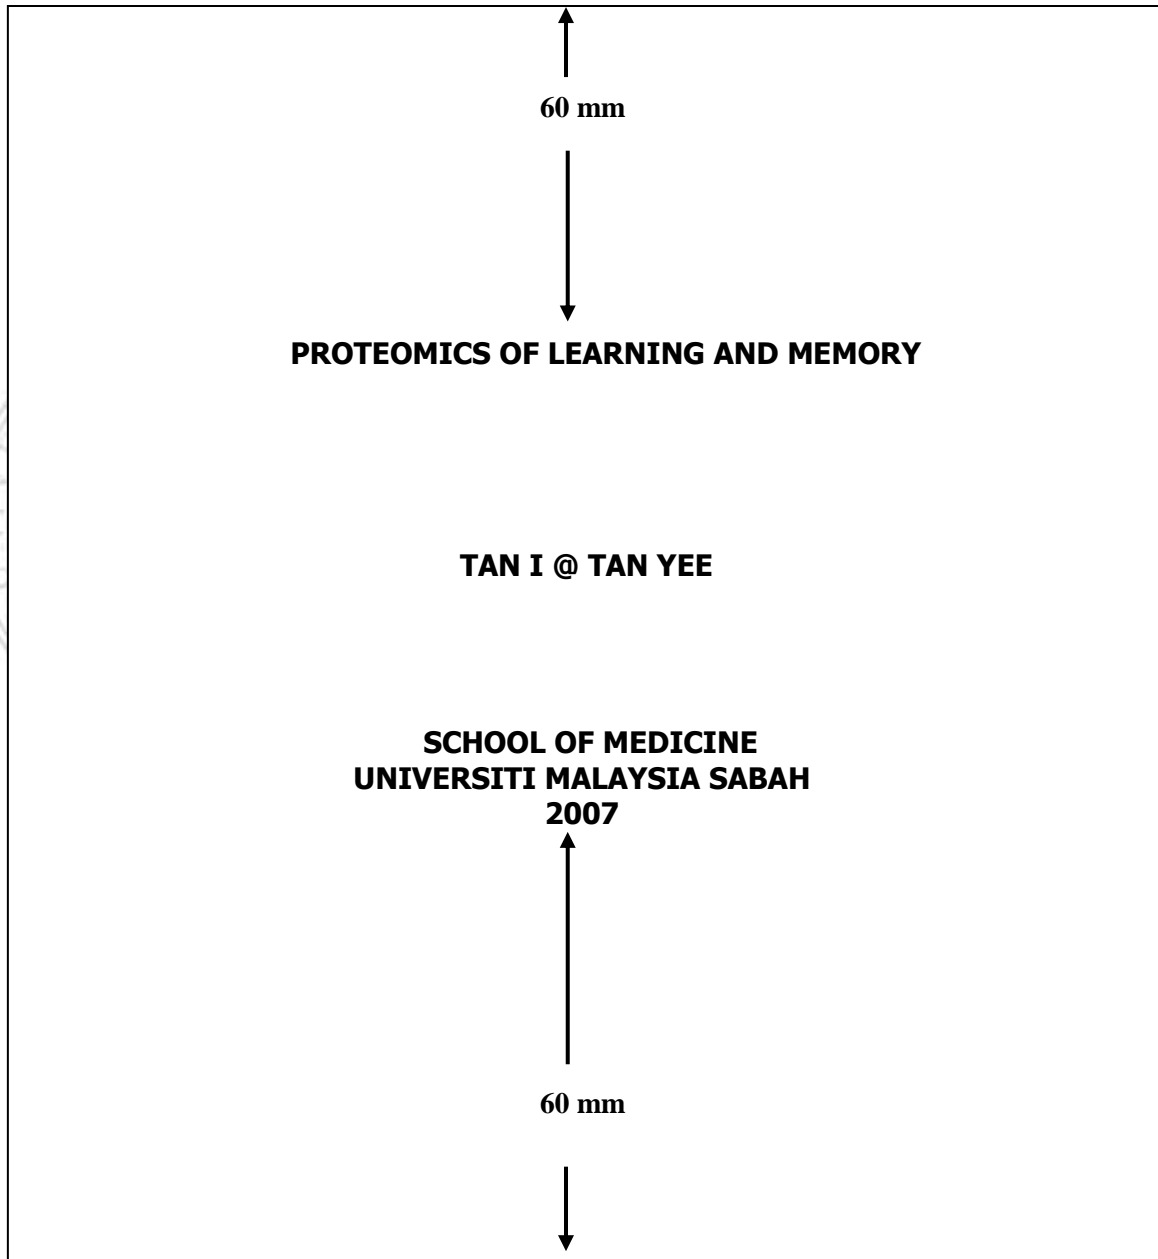 60 mm
PROTEOMICS OF LEARNING AND MEMORY
TAN I @ TAN YEE
SCHOOL OF MEDICINE
UNIVERSITI MALAYSIA SABAH
2007
60 mm